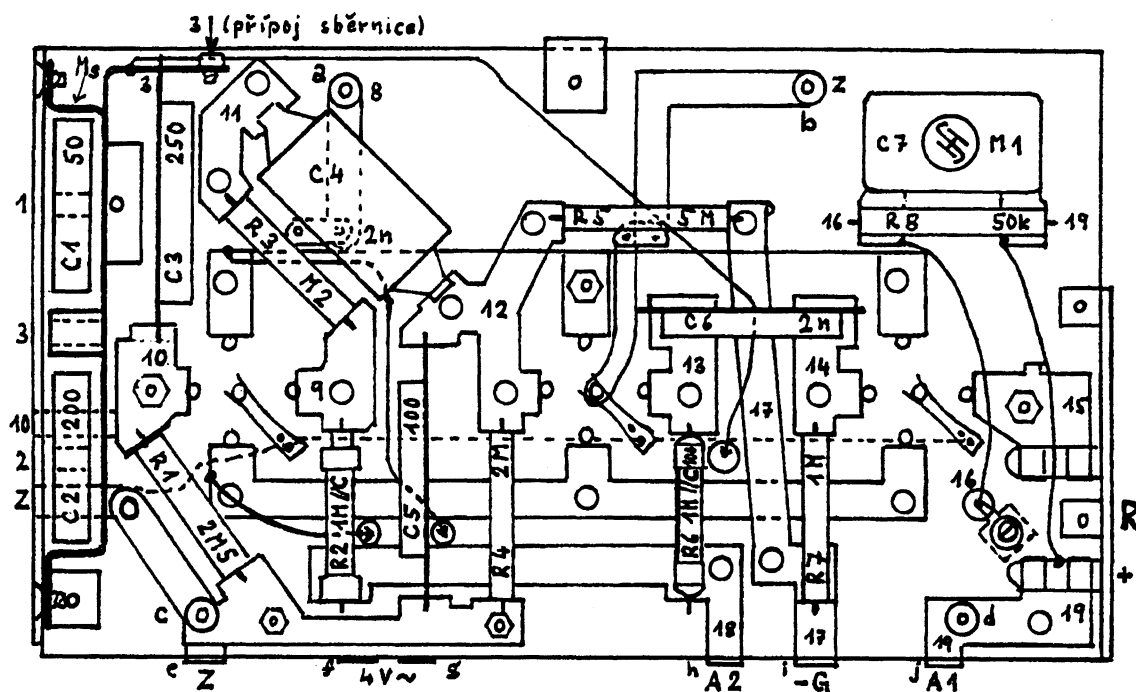 3 (přípoj sběrnice)
Ms
3
a
8
11
Z
b
50
250
C4
C7
M1
1
C1
C3
R3
M2
2n
R5
5M
16
R8
50k
19
12
3
10
C6
2n
9
13
14
15
10
2
Z
200
C2
R1
2M5
R2 1M/C
100
C5
2M
R4
17
R6 1M/C100
1M
R7
16
R
+
c
d
18
17
19
19
e
Z
f
4V~
g
h
A2
i
-G
j
A1